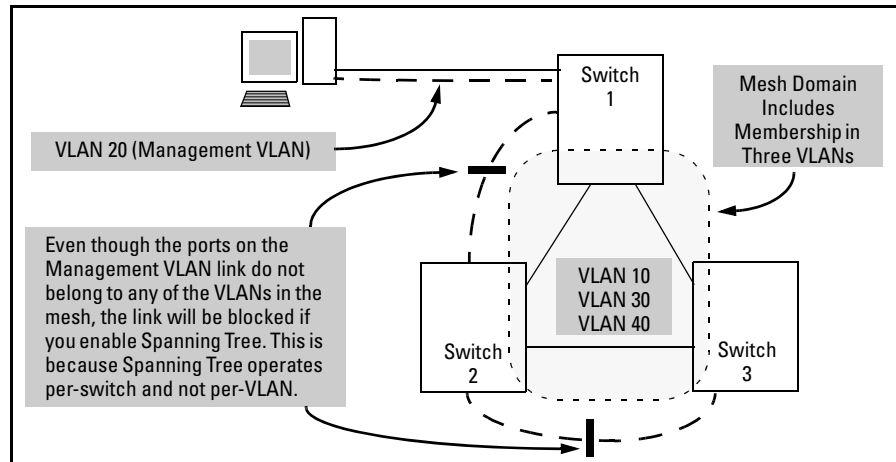 Switch
1
Mesh Domain
Includes
Membership in
Three VLANs
VLAN 20 (Management VLAN)
Even though the ports on the
Management VLAN link do not
belong to any of the VLANs in the
mesh, the link will be blocked if
you enable Spanning Tree. This is
because Spanning Tree operates
per-switch and not per-VLAN.
VLAN 10
VLAN 30
VLAN 40
Switch
2
Switch
3